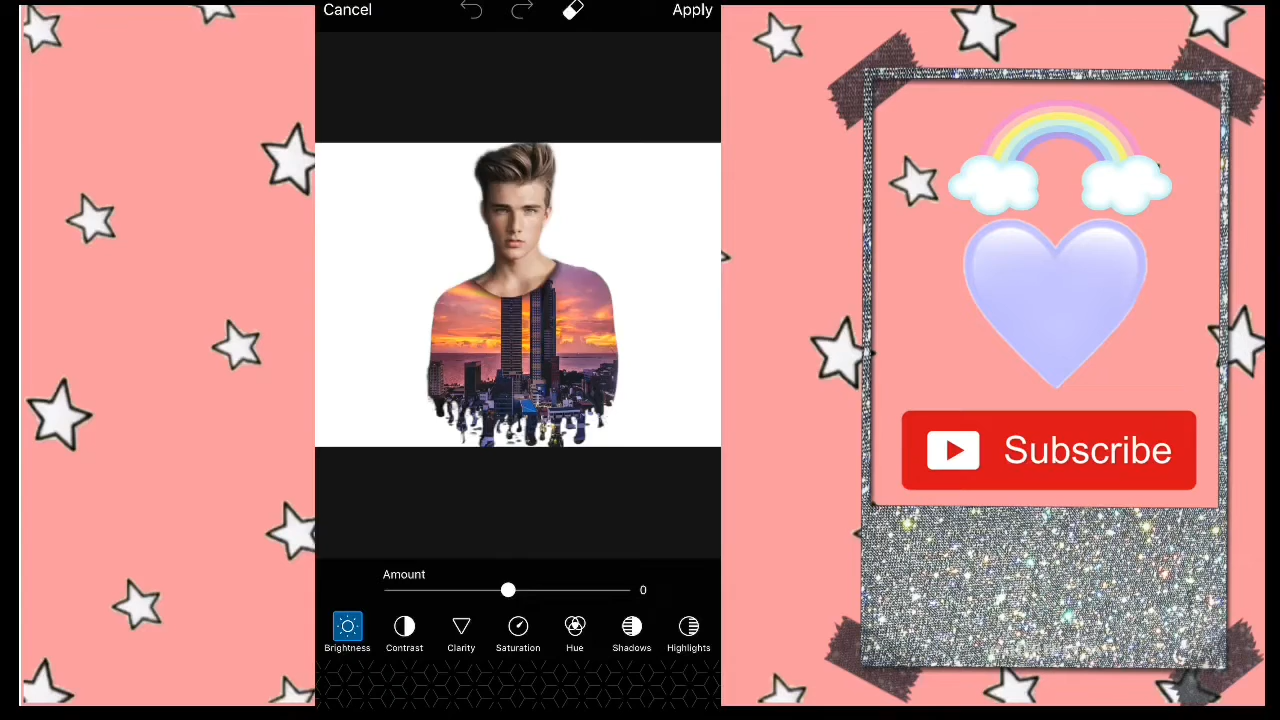 Cancel
Apply
Subscribe
Amount
0
Brightness
Contrast
Clarity
Saturation
Hue
Shadows
Highlights